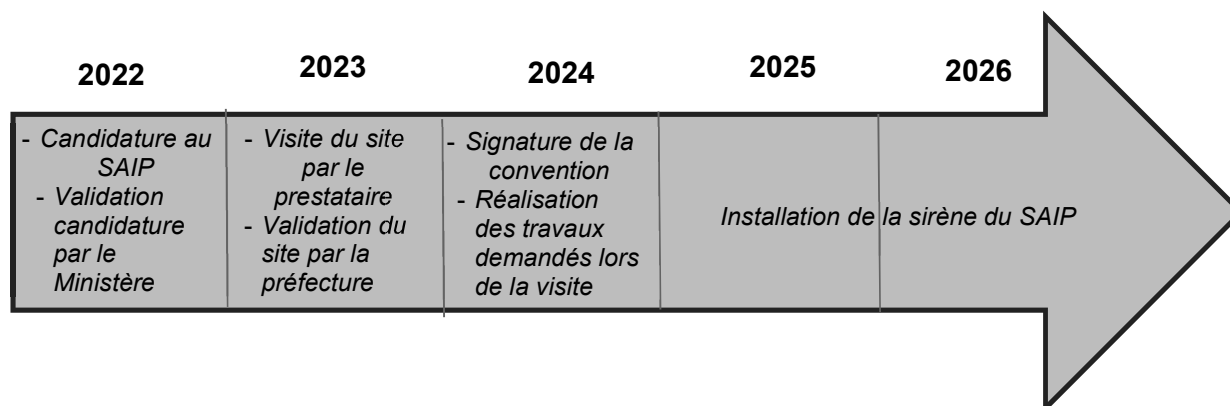 2022
2023
2024
2025
2026
- Candidature au
SAIP
- Validation
candidature
par le
Ministère
- Visite du site
par le
prestataire
- Validation du
site par la
préfecture
- Signature de la
convention
- Réalisation
des travaux
demandés lors
de la visite
Installation de la sirène du SAIP